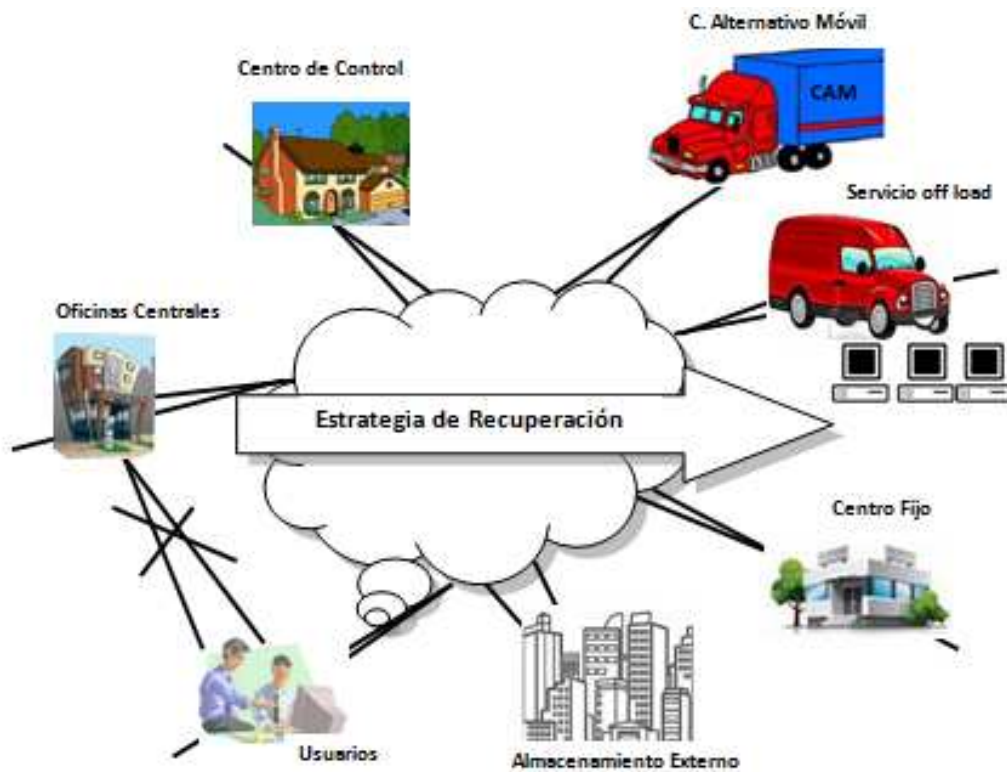 C. Alternativo Móvil
Centro de Control
CAM
Servicio off load
Oficinas Centrales
Estrategia de Recuperación
Centro Fijo
Usuarios
Almacenamiento Externo